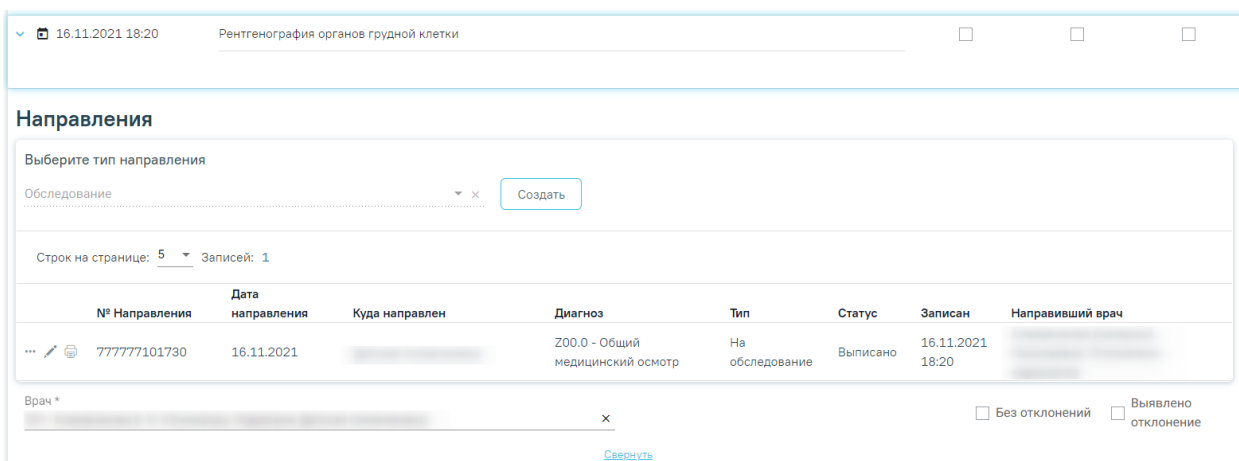 16.11.2021 18:20 Рентгенография органов грудной клетки
Направления
Выберите тип направления
Обследование
Создать
Строк на странице: 5 Записей: 1
№ Направления Дата направления Куда направлен Диагноз Тип Статус Записан Направивший врач
777777101730 16.11.2021 Z00.0 - Общий медицинский осмотр На обследование Выписано 16.11.2021 18:20
Врач *
Без отклонений Выявлено отклонение
Свернуть